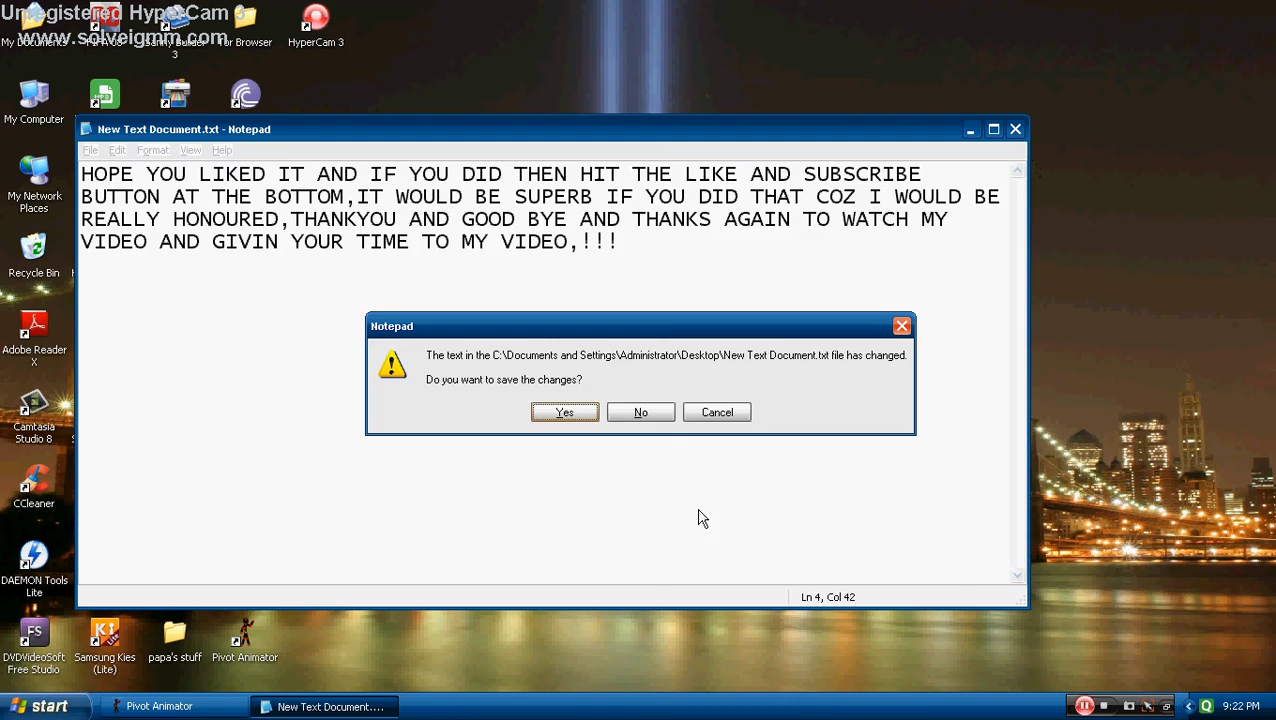 Unregistered HyperCam 3
www.solveigmm.com
My Documents
3
Tor Browser
HyperCam 3
My Computer
My Network
Places
Recycle Bin
Adobe Reader
X
Camtasia
Studio 8
CCleaner
DAEMON Tools
Lite
DVDVideoSoft
Free Studio
Samsung Kies
(Lite)
papa's stuff
Pivot Animator
New Text Document.txt - Notepad
File Edit Format View Help
HOPE YOU LIKED IT AND IF YOU DID THEN HIT THE LIKE AND SUBSCRIBE
BUTTON AT THE BOTTOM,IT WOULD BE SUPERB IF YOU DID THAT COZ I WOULD BE
REALLY HONOURED,THANKYOU AND GOOD BYE AND THANKS AGAIN TO WATCH MY
VIDEO AND GIVIN YOUR TIME TO MY VIDEO,!!!
Notepad
The text in the C:\Documents and Settings\Administrator\Desktop\New Text Document.txt file has changed.
Do you want to save the changes?
Yes No Cancel
Ln 4, Col 42
start
Pivot Animator
New Text Document....
9:22 PM